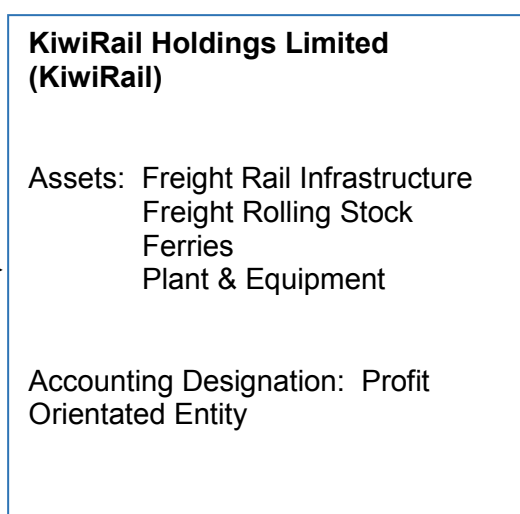 KiwiRail Holdings Limited
(KiwiRail)
Assets: Freight Rail Infrastructure
Freight Rolling Stock
Ferries
Plant & Equipment
Accounting Designation: Profit
Orientated Entity